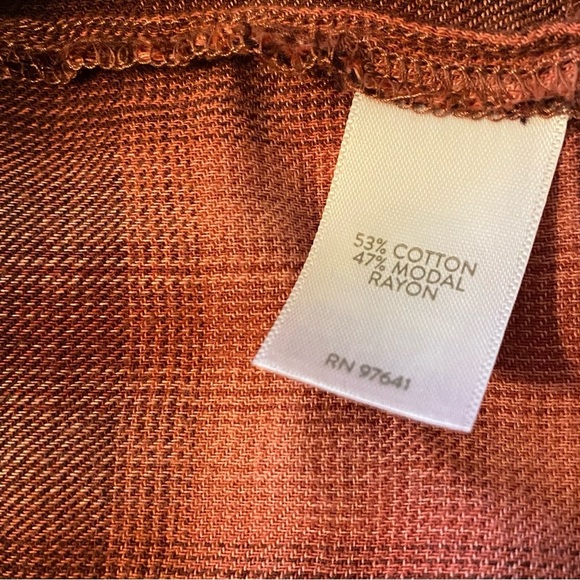 53% COTTON
47% MODAL
RAYON
RN 97641